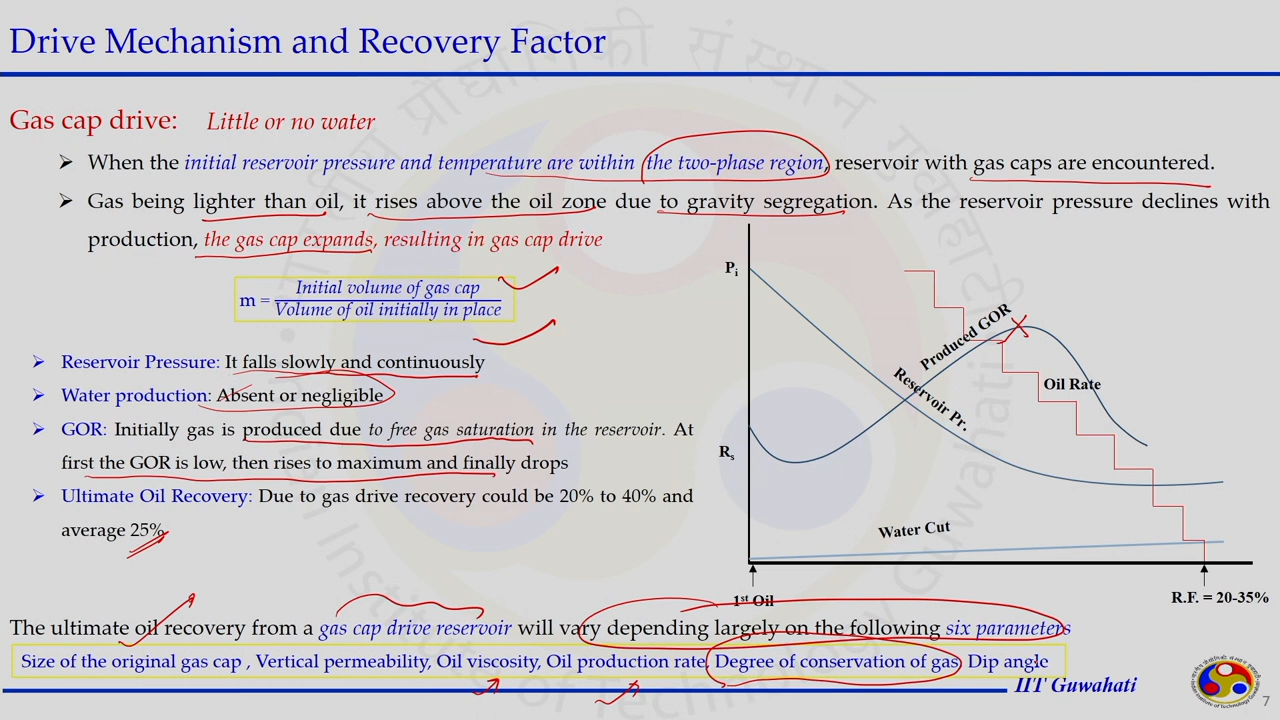 Drive Mechanism and Recovery Factor
Gas cap drive: Little or no water
➢ When the initial reservoir pressure and temperature are within the two-phase region, reservoir with gas caps are encountered.
➢ Gas being lighter than oil, it rises above the oil zone due to gravity segregation. As the reservoir pressure declines with
production, the gas cap expands, resulting in gas cap drive
m = Initial volume of gas cap
Volume of oil initially in place
➢ Reservoir Pressure: It falls slowly and continuously
➢ Water production: Absent or negligible
➢ GOR: Initially gas is produced due to free gas saturation in the reservoir. At
first the GOR is low, then rises to maximum and finally drops
➢ Ultimate Oil Recovery: Due to gas drive recovery could be 20% to 40% and
average 25%
Pi
Rs
Produced GOR
Reservoir Pr.
Oil Rate
Water Cut
1st Oil
R.F. = 20-35%
The ultimate oil recovery from a gas cap drive reservoir will vary depending largely on the following six parameters
Size of the original gas cap , Vertical permeability, Oil viscosity, Oil production rate, Degree of conservation of gas, Dip angle
IIT Guwahati
7
Institute of Technology Guwahati